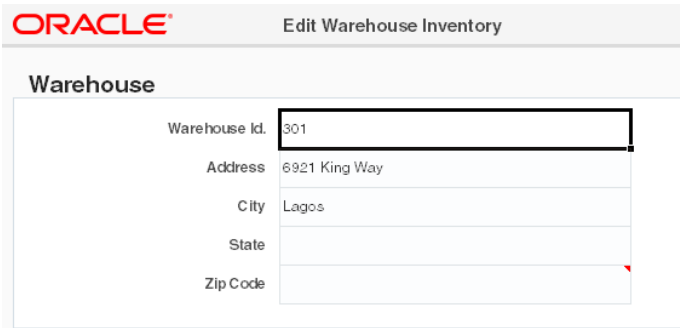 ORACLE® Edit Warehouse Inventory
Warehouse
Warehouse Id. 301
Address 6921 King Way
City Lagos
State
Zip Code